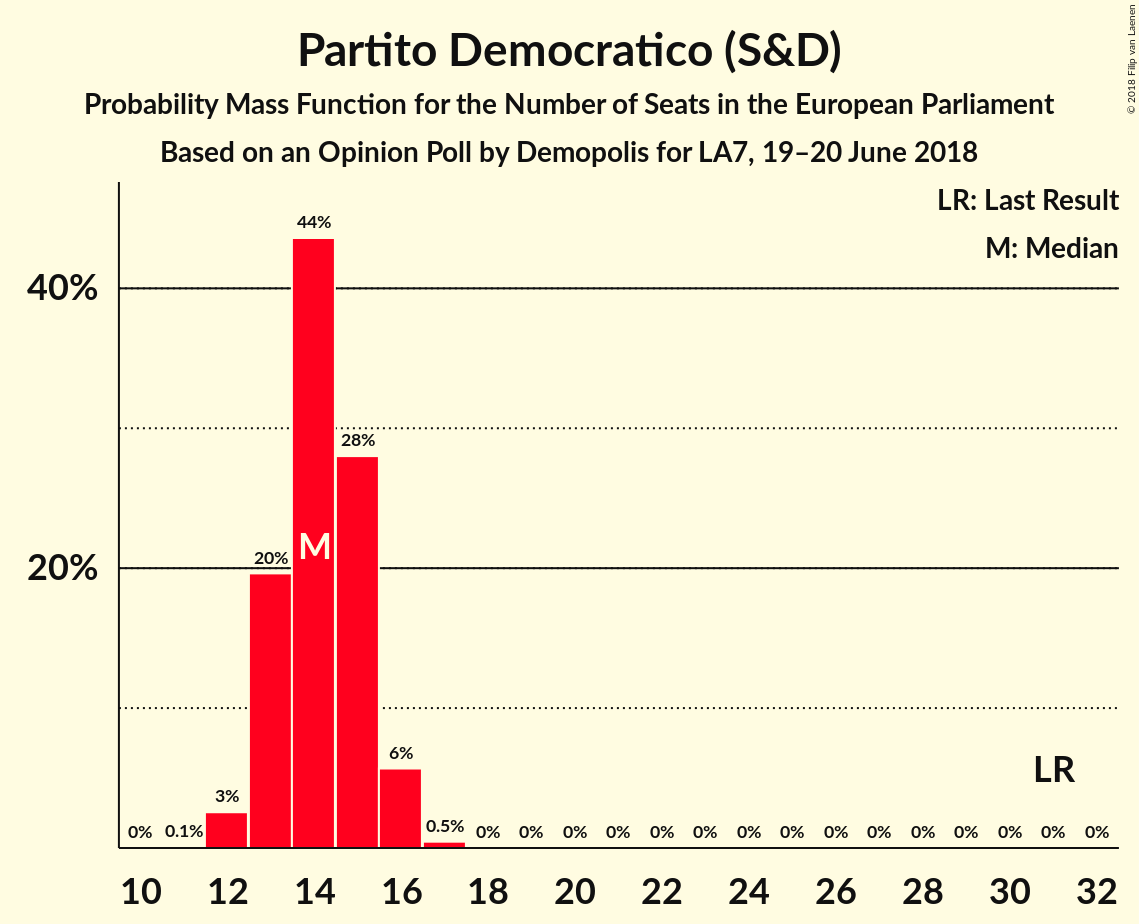 Partito Democratico (S&D)
Probability Mass Function for the Number of Seats in the European Parliament
Based on an Opinion Poll by Demopolis for LA7, 19–20 June 2018
© 2018 Filip van Laenen
LR: Last Result
M: Median
44%
40%
28%
M
20%
20%
6%
LR
3%
0% 0.1% 0.5% 0% 0% 0% 0% 0% 0% 0% 0% 0% 0% 0% 0% 0% 0% 0%
10 12 14 16 18 20 22 24 26 28 30 32